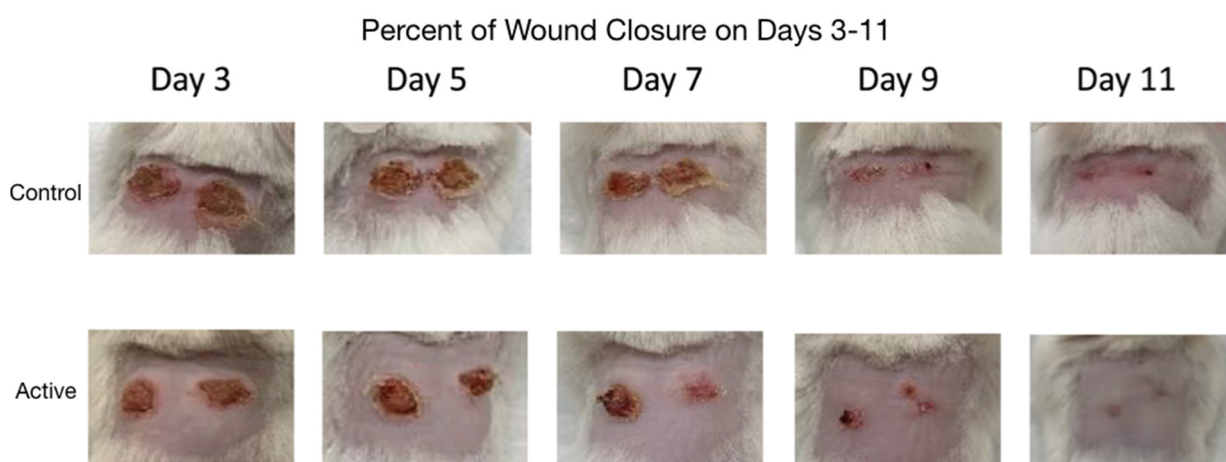 Percent of Wound Closure on Days 3-11
Day 3 Day 5 Day 7 Day 9 Day 11
Control
Active